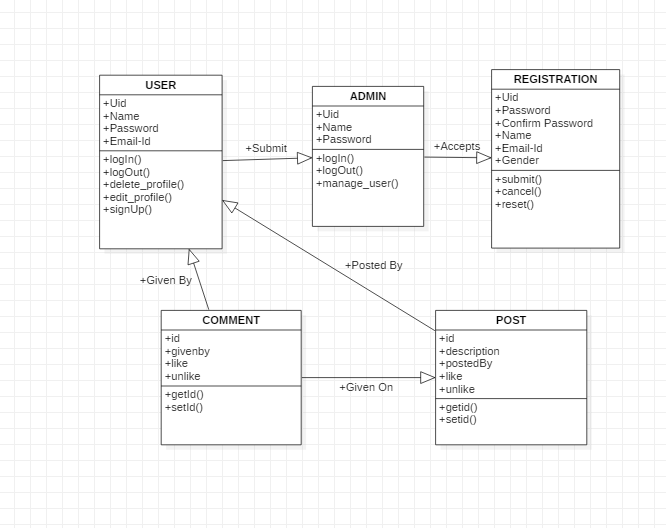 USER
+Uid
+Name
+Password
+Email-Id
+logIn()
+logOut()
+delete_profile()
+edit_profile()
+signUp()
+Submit
ADMIN
+Uid
+Name
+Password
+logIn()
+logOut()
+manage_user()
+Accepts
REGISTRATION
+Uid
+Password
+Confirm Password
+Name
+Email-Id
+Gender
+submit()
+cancel()
+reset()
+Given By
+Posted By
COMMENT
+id
+givenby
+like
+unlike
+getId()
+setId()
+Given On
POST
+id
+description
+postedBy
+like
+unlike
+getid()
+setid()